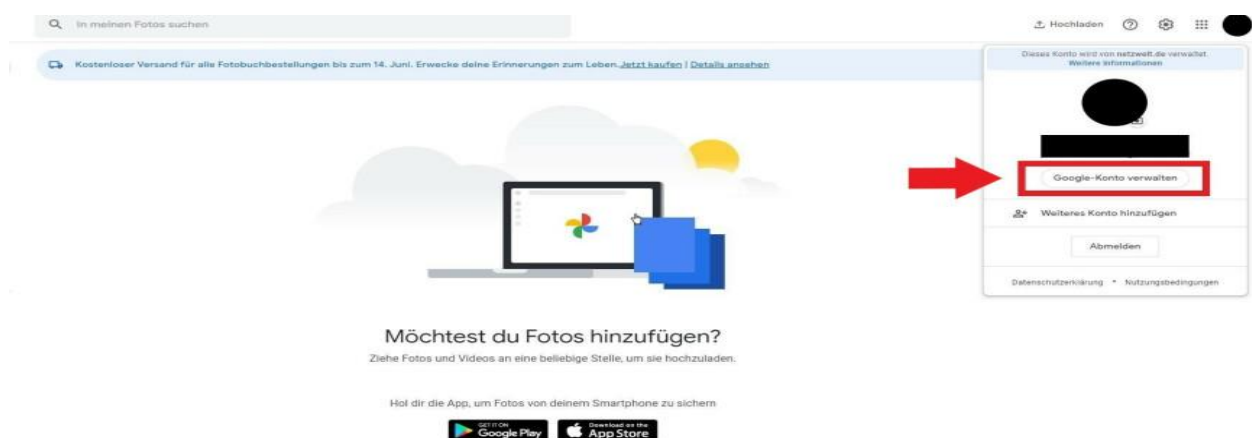 In meinen Fotos suchen
Hochladen
Kostenloser Versand für alle Fotobuchbestellungen bis zum 14. Juni. Erwecke deine Erinnerungen zum Leben. Jetzt kaufen | Details ansehen
Dieses Konto wird von netzwelt.de verwaltet.
Weitere Informationen
Google-Konto verwalten
Weiteres Konto hinzufügen
Abmelden
Datenschutzerklärung • Nutzungsbedingungen
Möchtest du Fotos hinzufügen?
Ziehe Fotos und Videos an eine beliebige Stelle, um sie hochzuladen.
Hol dir die App, um Fotos von deinem Smartphone zu sichern
GET IT ON
Google Play
Download on the
App Store